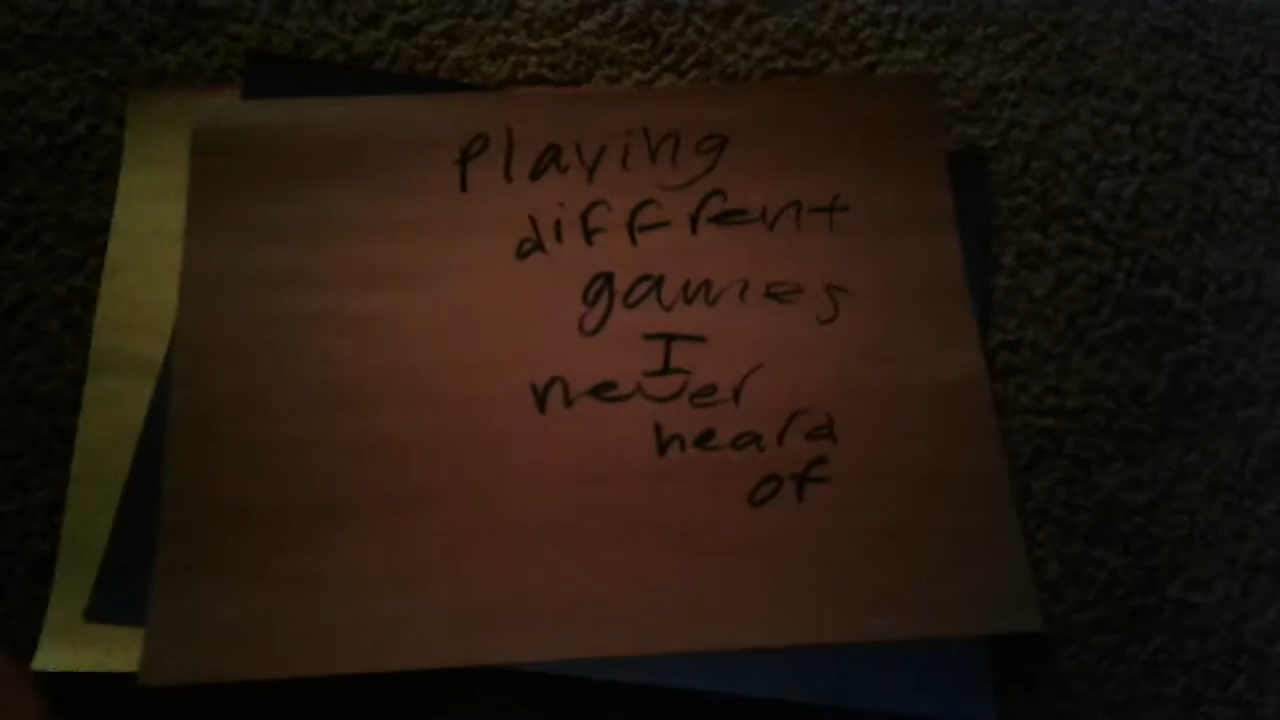 Playing
diffrent
games
I
never
heard
of